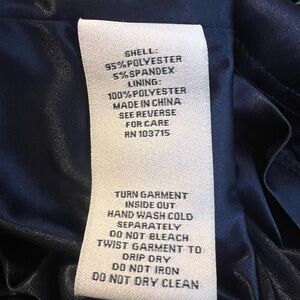 SHELL:
95%POLYESTER
5%SPANDEX
LINING:
100%POLYESTER
MADE IN CHINA
SEE REVERSE
FOR CARE
RN 103715
TURN GARMENT
INSIDE OUT
HAND WASH COLD
SEPARATELY
DO NOT BLEACH
TWIST GARMENT TO
DRIP DRY
DO NOT IRON
DO NOT DRY CLEAN